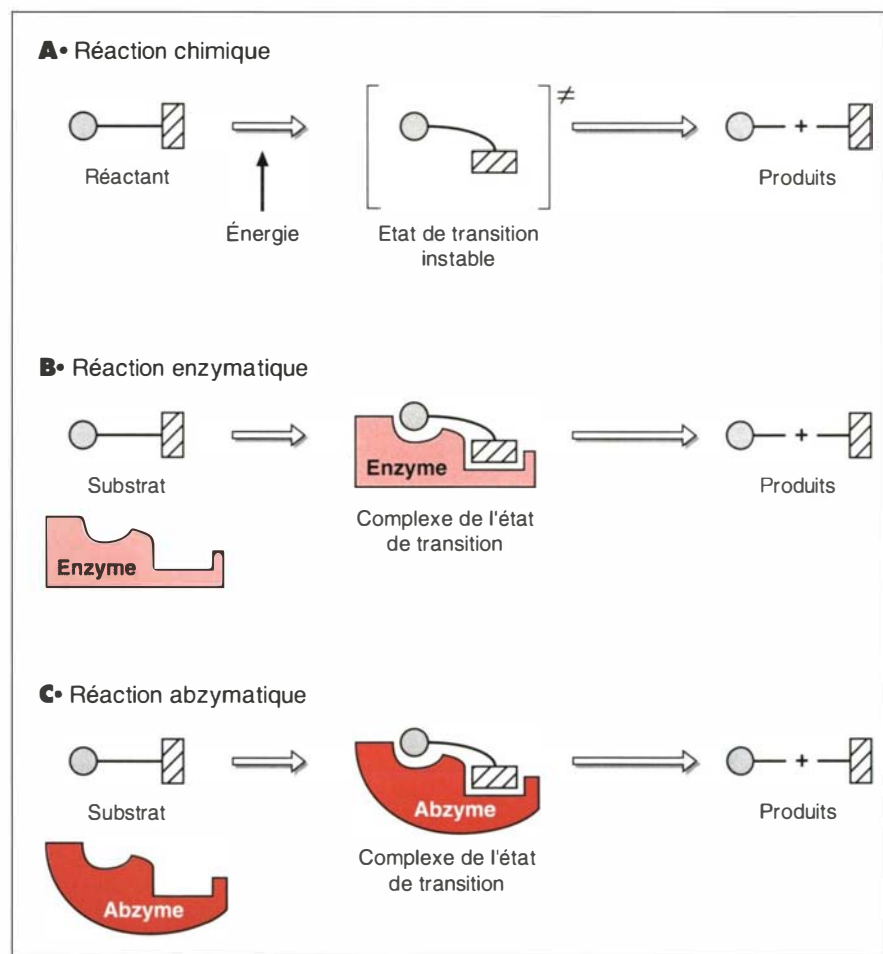 A• Réaction chimique
≠
+
Réactant
Produits
Énergie
Etat de transition
instable
B• Réaction enzymatique
Enzyme
+
Substrat
Produits
Complexe de l'état
de transition
Enzyme
C• Réaction abzymatique
Abzyme
+
Substrat
Produits
Complexe de l'état
de transition
Abzyme